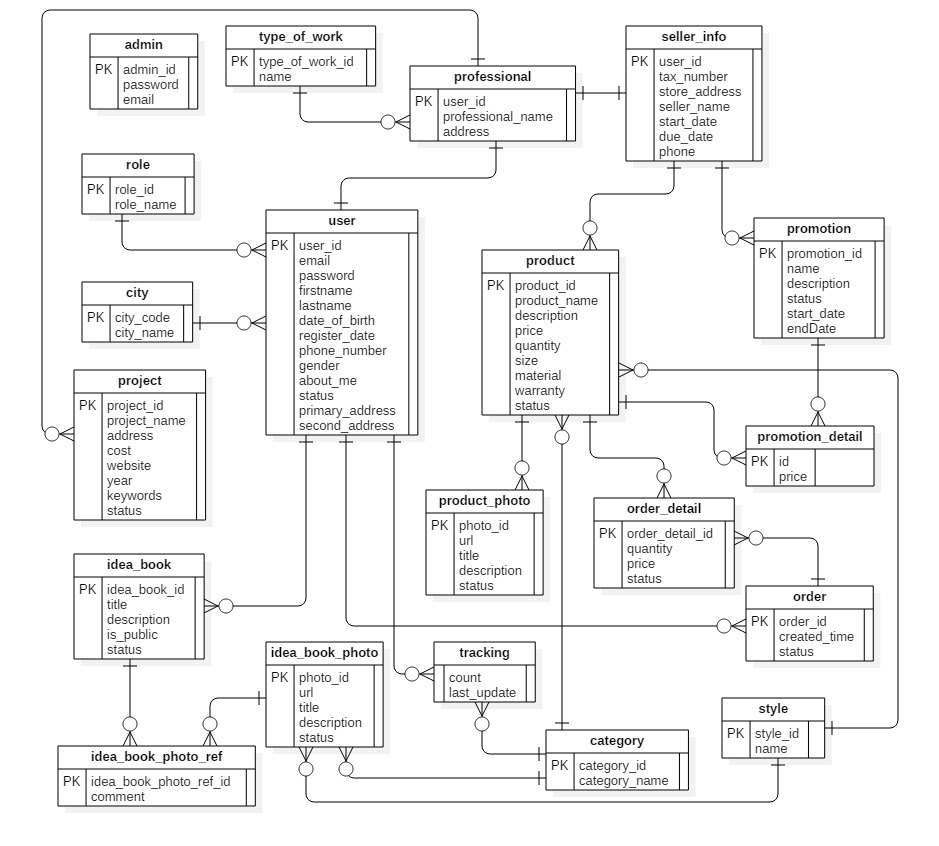 admin
PK admin_id
password
email
type_of_work
PK type_of_work_id
name
professional
PK user_id
professional_name
address
seller_info
PK user_id
tax_number
store_address
seller_name
start_date
due_date
phone
role
PK role_id
role_name
user
PK user_id
email
password
firstname
lastname
date_of_birth
register_date
phone_number
gender
about_me
status
primary_address
second_address
product
PK product_id
product_name
description
price
quantity
size
material
warranty
status
promotion
PK promotion_id
name
description
status
start_date
endDate
city
PK city_code
city_name
project
PK project_id
project_name
address
cost
website
year
keywords
status
promotion_detail
PK id
price
product_photo
PK photo_id
url
title
description
status
order_detail
PK order_detail_id
quantity
price
status
idea_book
PK idea_book_id
title
description
is_public
status
order
PK order_id
created_time
status
idea_book_photo
PK photo_id
url
title
description
status
tracking
count
last_update
style
PK style_id
name
category
PK category_id
category_name
idea_book_photo_ref
PK idea_book_photo_ref_id
comment